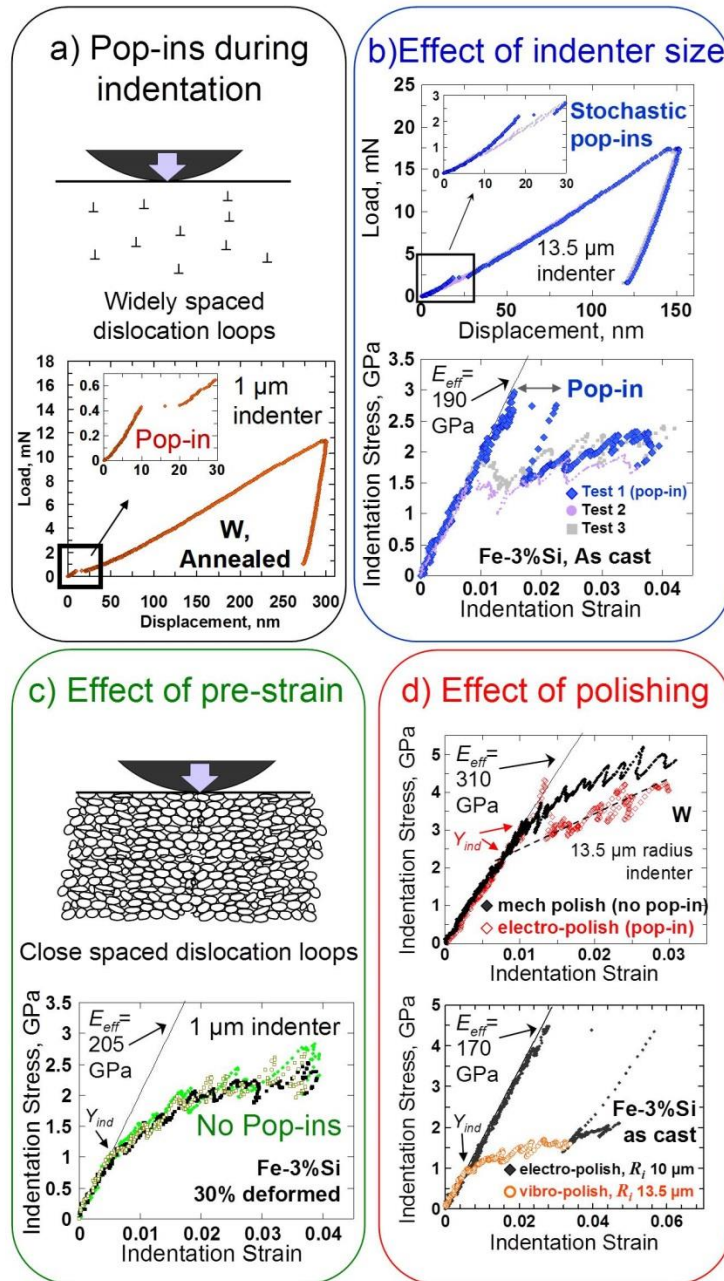 a) Pop-ins during
indentation
Widely spaced
dislocation loops
18
16
14
12
10
8
6
4
2
0
Load, mN
0.6
0.4
0.2
0
0 10 20 30
Pop-in
1 µm
indenter
W,
Annealed
0 50 100 150 200 250 300
Displacement, nm
b)Effect of indenter size
25
22
17
15
10
5
2.5
0
Load, mN
3
2
1
0
0 10 20 30
Stochastic
pop-ins
13.5 µm
indenter
0 50 100 150
Displacement, nm
3.5
3
2.5
2
1.5
1
0.5
0
Indentation Stress, GPa
E_eff=
190
GPa
Pop-in
Test 1 (pop-in)
Test 2
Test 3
Fe-3%Si, As cast
0 0.01 0.02 0.03 0.04
Indentation Strain
c) Effect of pre-strain
Close spaced dislocation loops
3.5
3
2.5
2
1.5
1
0.5
0
Indentation Stress, GPa
E_eff=
205
GPa
1 µm indenter
Y_ind
No Pop-ins
Fe-3%Si
30% deformed
0 0.01 0.02 0.03 0.04
Indentation Strain
d) Effect of polishing
5
4
3
2
1
0
Indentation Stress, GPa
E_eff=
310
GPa
Y_ind
W
13.5 µm radius
indenter
mech polish (no pop-in)
electro-polish (pop-in)
0 0.01 0.02 0.03
Indentation Strain
5
4
3
2
1
0
Indentation Stress, GPa
E_eff=
170
GPa
Y_ind
Fe-3%Si
as cast
electro-polish, R_i 10 µm
vibro-polish, R_i 13.5 µm
0 0.02 0.04 0.06
Indentation Strain